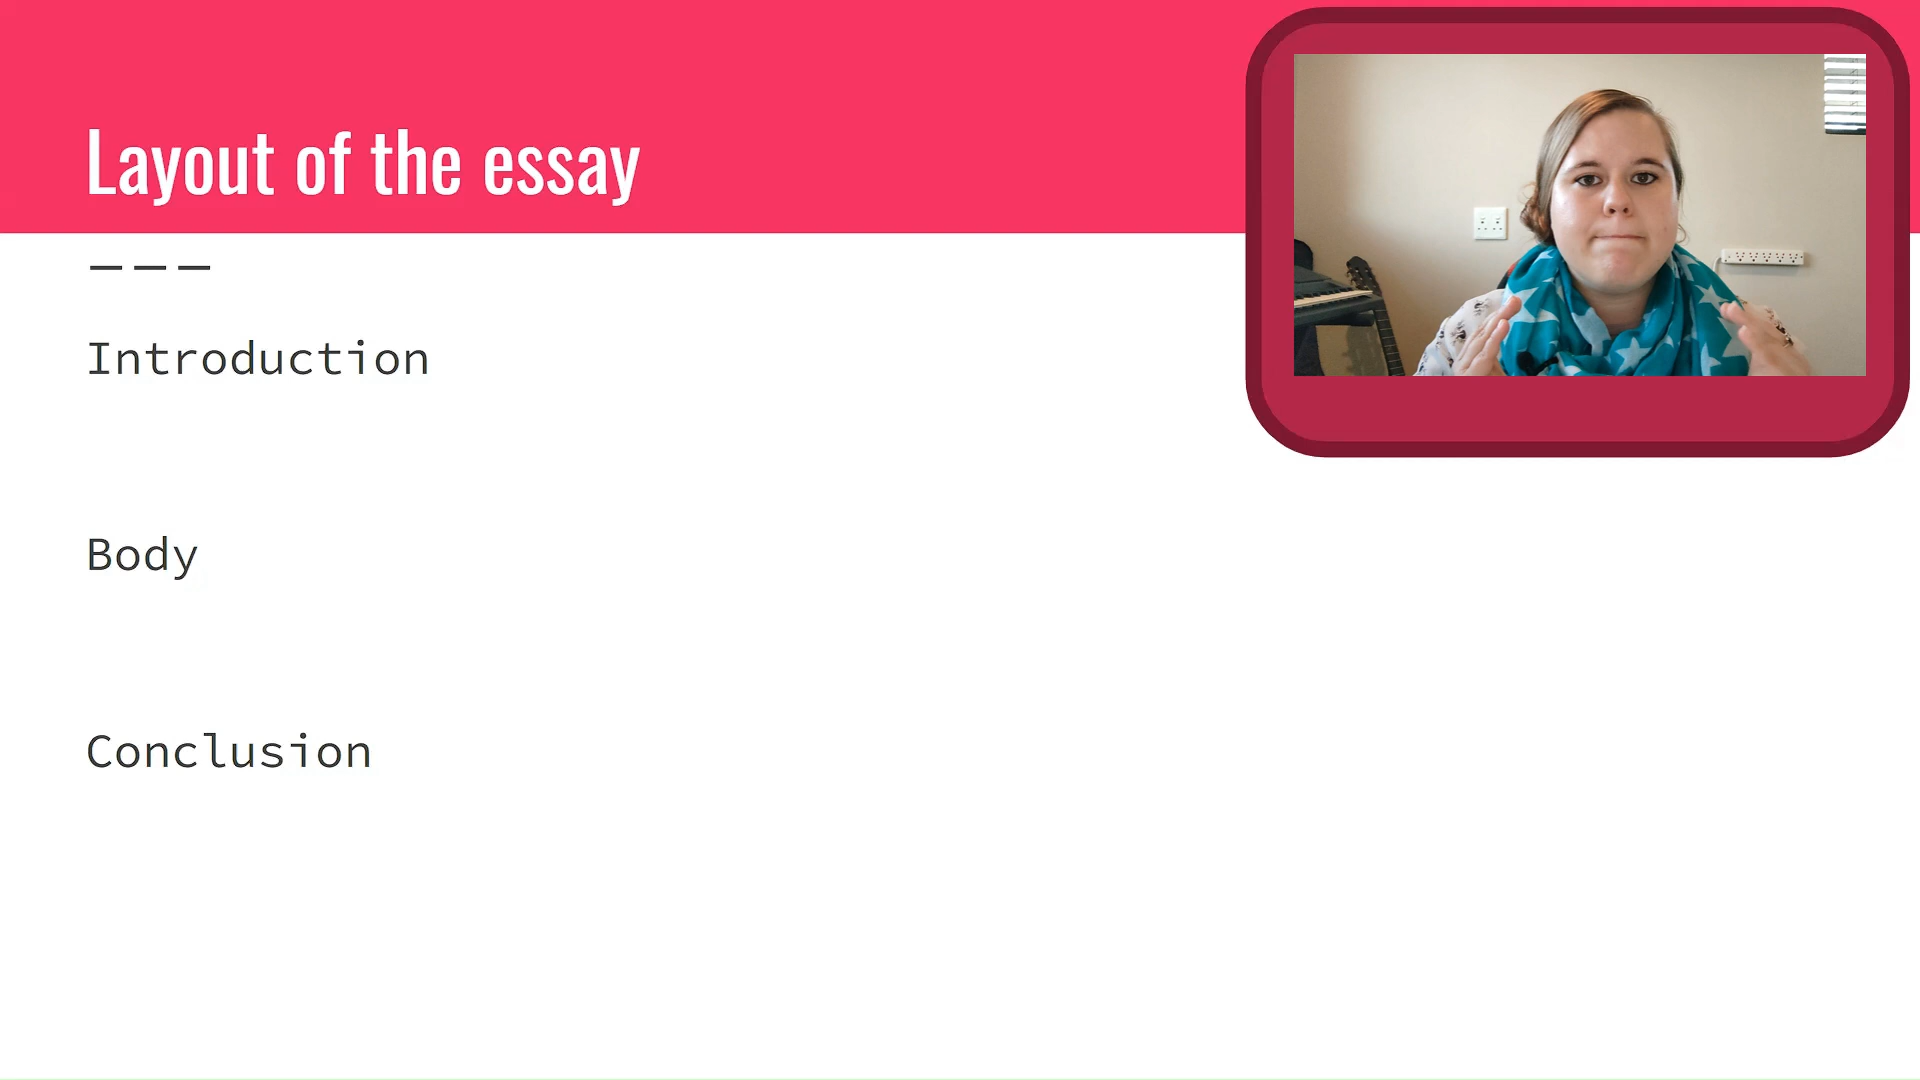 Layout of the essay
Introduction
Body
Conclusion